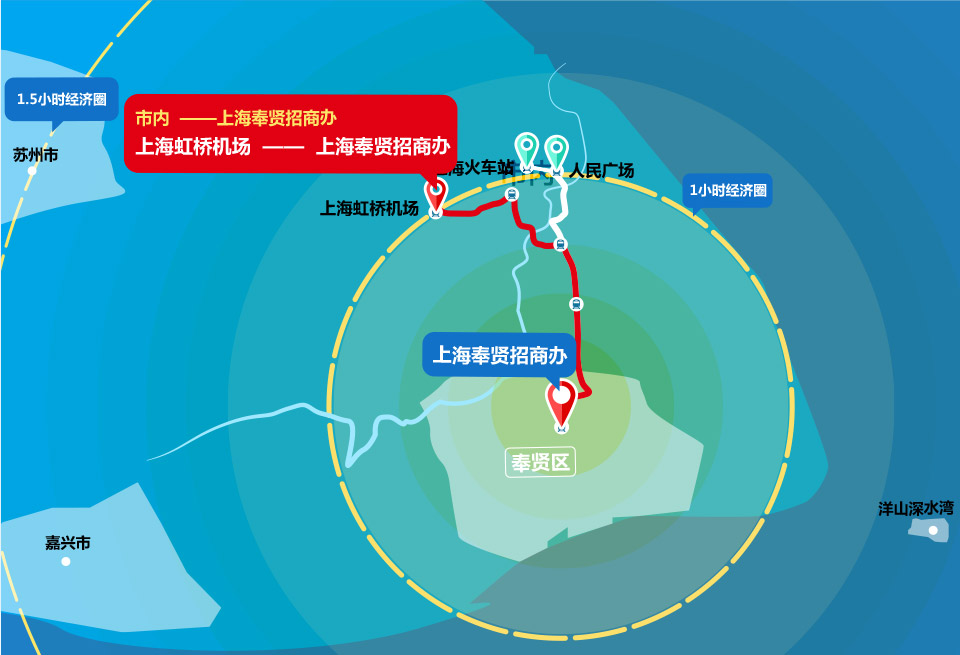 1.5小时经济圈
苏州市
市内 ——上海奉贤招商办
上海虹桥机场 —— 上海奉贤招商办
海火车站
人民广场
1小时经济圈
上海虹桥机场
上海奉贤招商办
奉贤区
洋山深水湾
嘉兴市